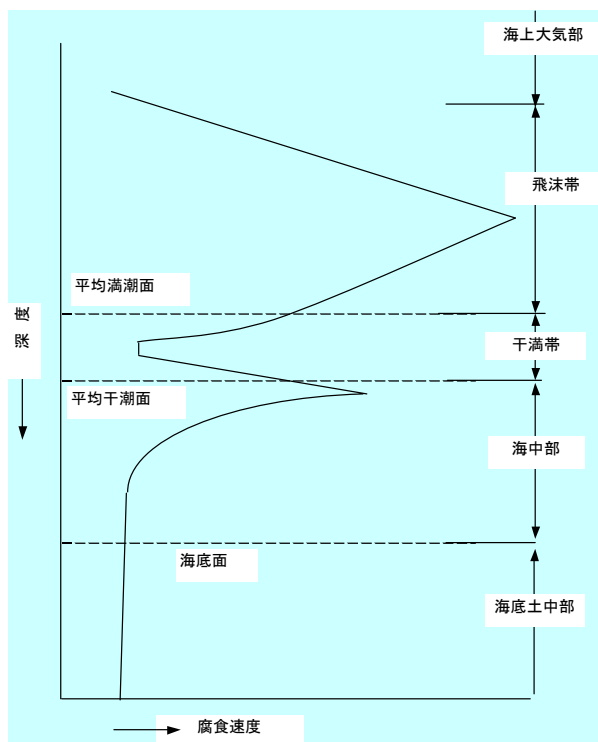 海上大気部
飛沫帯
平均満潮面
深度
干満帯
平均干潮面
海中部
海底面
海底土中部
腐食速度